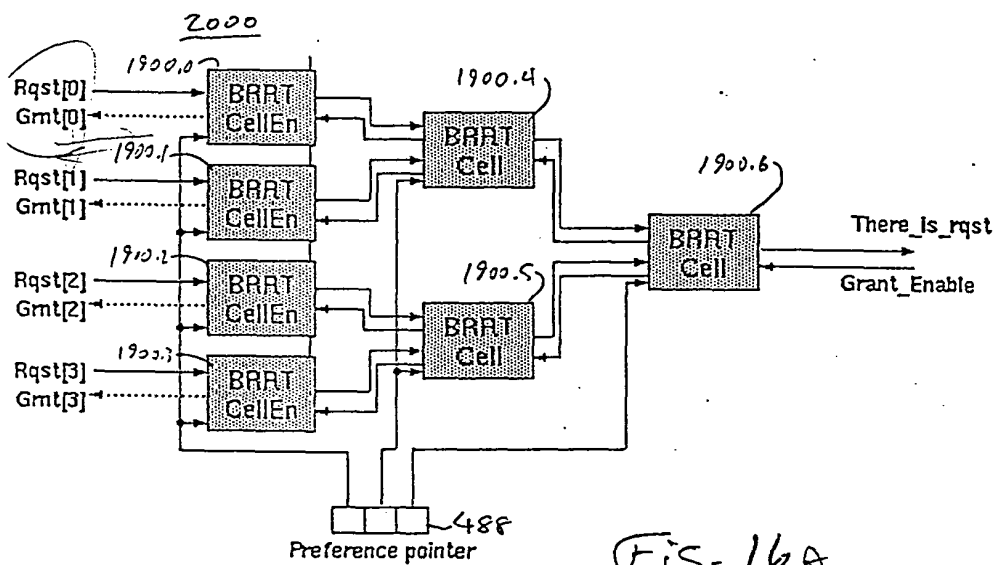 2000
1900.0
Rqst[0]
Grnt[0]
BRRT
CellEn
1900.1
Rqst[1]
Grnt[1]
BRRT
CellEn
1900.2
Rqst[2]
Grnt[2]
BRRT
CellEn
1900.3
Rqst[3]
Grnt[3]
BRRT
CellEn
1900.4
BRRT
Cell
1900.5
BRRT
Cell
1900.6
BRRT
Cell
There_is_rqst
Grant_Enable
488
Preference pointer
FiS- 16A